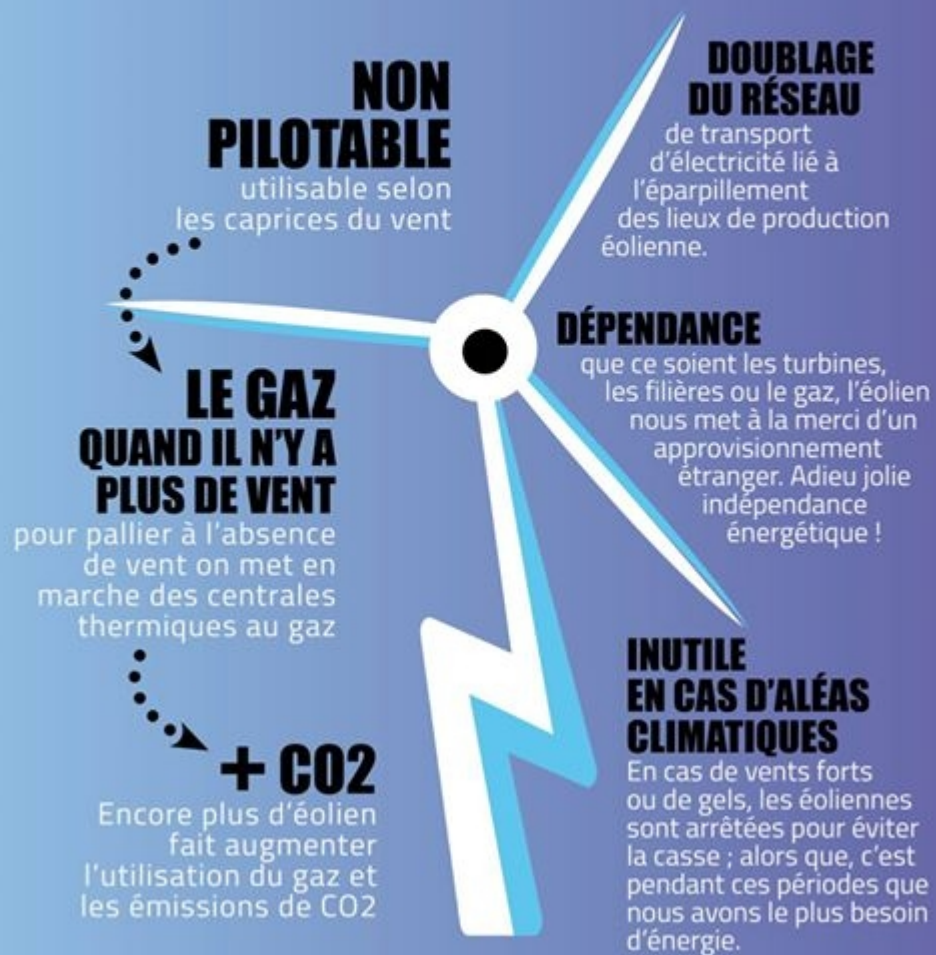 NON
PILOTABLE
utilisable selon
les caprices du vent
LE GAZ
QUAND IL N'Y A
PLUS DE VENT
pour pallier à l'absence
de vent on met en
marche des centrales
thermiques au gaz
+ CO2
Encore plus d'éolien
fait augmenter
l'utilisation du gaz et
les émissions de CO2
DOUBLAGE
DU RÉSEAU
de transport
d'électricité lié à
l'éparpillement
des lieux de production
éolienne.
DÉPENDANCE
que ce soient les turbines,
les filières ou le gaz, l'éolien
nous met à la merci d'un
approvisionnement
étranger. Adieu jolie
indépendance
énergétique !
INUTILE
EN CAS D'ALÉAS
CLIMATIQUES
En cas de vents forts
ou de gels, les éoliennes
sont arrêtées pour éviter
la casse ; alors que, c'est
pendant ces périodes que
nous avons le plus besoin
d'énergie.